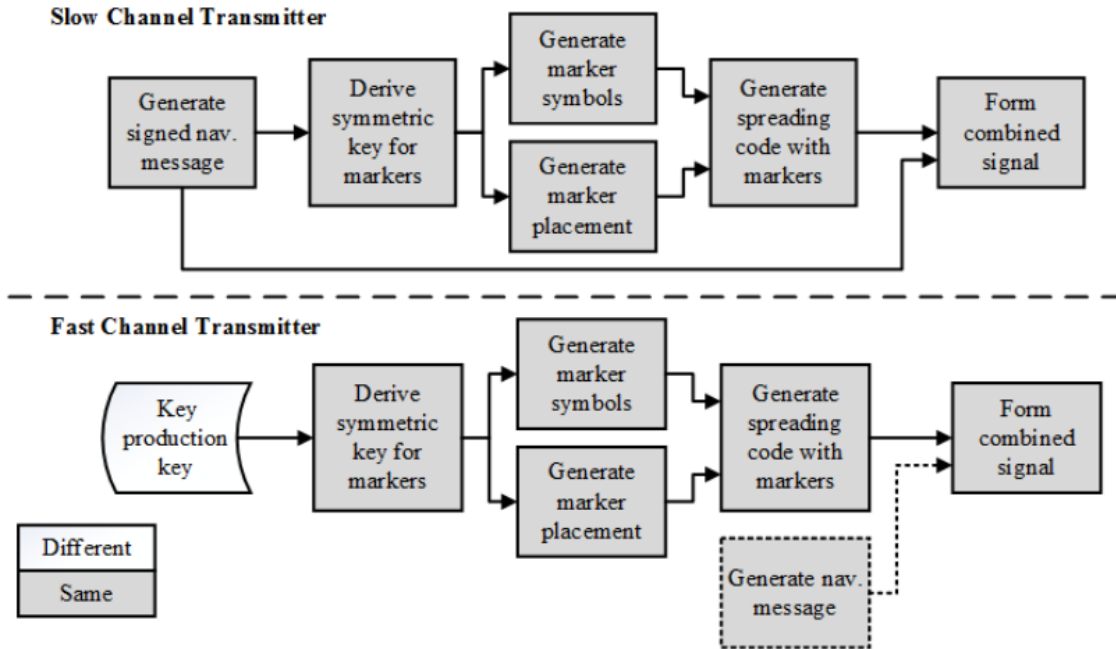 Slow Channel Transmitter
Generate
signed nav.
message
Derive
symmetric
key for
markers
Generate
marker
symbols
Generate
marker
placement
Generate
spreading
code with
markers
Form
combined
signal
Fast Channel Transmitter
Key
production
key
Derive
symmetric
key for
markers
Generate
marker
symbols
Generate
marker
placement
Generate
spreading
code with
markers
Form
combined
signal
Generate nav.
message
Different
Same